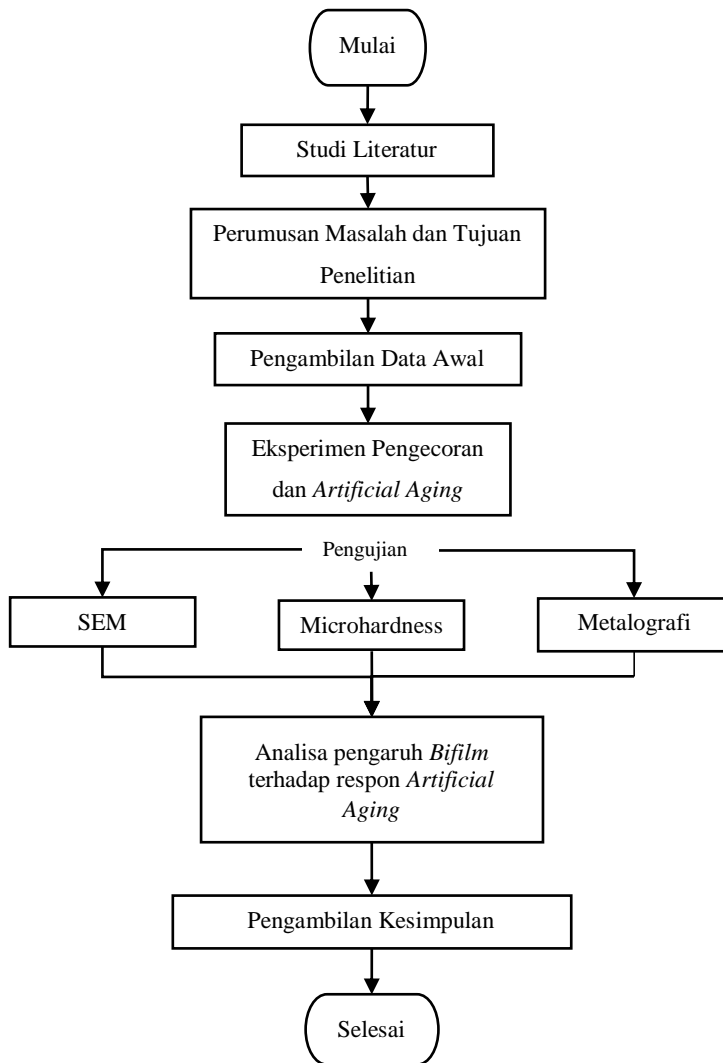 Mulai
Studi Literatur
Perumusan Masalah dan Tujuan
Penelitian
Pengambilan Data Awal
Eksperimen Pengecoran
dan Artificial Aging
Pengujian
SEM
Microhardness
Metalografi
Analisa pengaruh Bifilm
terhadap respon Artificial
Aging
Pengambilan Kesimpulan
Selesai